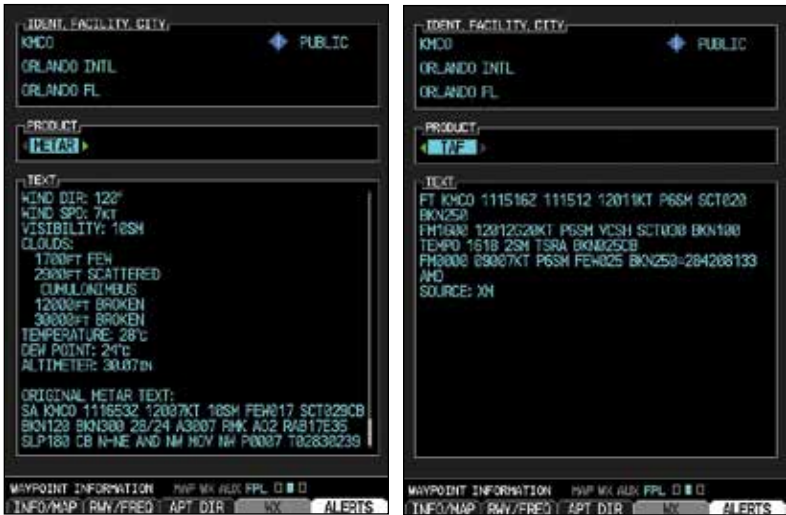 IDENT, FACILITY, CITY
KMCO PUBLIC
ORLANDO INTL
ORLANDO FL
PRODUCT
METAR
TEXT
WIND DIR: 120°
WIND SPD: 7KT
VISIBILITY: 10SM
CLOUDS:
1700FT FEW
2900FT SCATTERED
CUMULONIMBUS
12000FT BROKEN
30000FT BROKEN
TEMPERATURE: 28°C
DEW POINT: 24°C
ALTIMETER: 30.07IN
ORIGINAL METAR TEXT:
SA KMCO 111653Z 12007KT 10SM FEW017 SCT029CB
BKN120 BKN300 28/24 A3007 RMK AO2 RAB17E35
SLP180 CB N-NE AND NW MOV NW P0007 T02830239
WAYPOINT INFORMATION MAP WX AUX FPL
INFO/MAP RWY/FREQ APT DIR WX ALERTS
IDENT, FACILITY, CITY
KMCO PUBLIC
ORLANDO INTL
ORLANDO FL
PRODUCT
TAF
TEXT
FT KMCO 111516Z 111512 12011KT P6SM SCT020
BKN250
FM1600 12012G20KT P6SM VCSH SCT030 BKN100
TEMPO 1618 2SM TSRA BKN025CB
FM0000 09007KT P6SM FEW025 BKN250=284208133
AMD
SOURCE: XM
WAYPOINT INFORMATION MAP WX AUX FPL
INFO/MAP RWY/FREQ APT DIR WX ALERTS